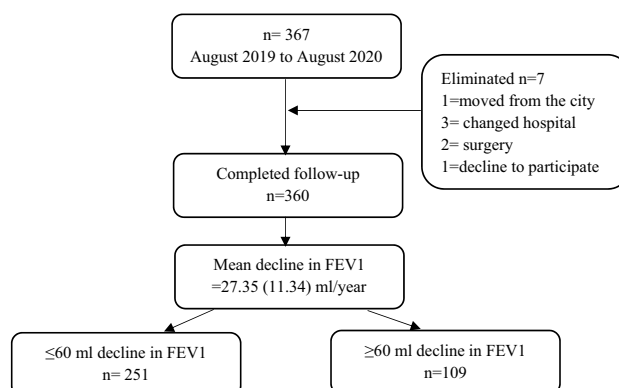 n= 367
August 2019 to August 2020
Eliminated n=7
1=moved from the city
3= changed hospital
2= surgery
1=decline to participate
Completed follow-up
n=360
Mean decline in FEV1
=27.35 (11.34) ml/year
≤60 ml decline in FEV1
n= 251
≥60 ml decline in FEV1
n=109